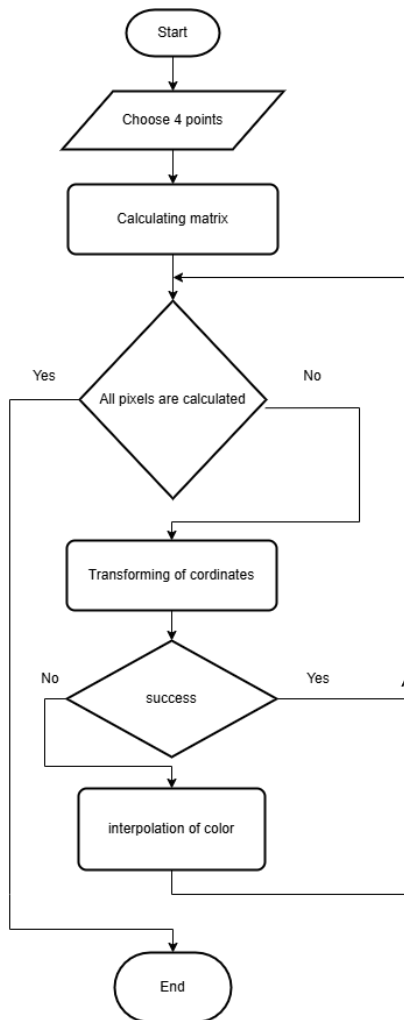 Start
Choose 4 points
Calculating matrix
Yes
No
All pixels are calculated
Transforming of cordinates
No
Yes
success
interpolation of color
End